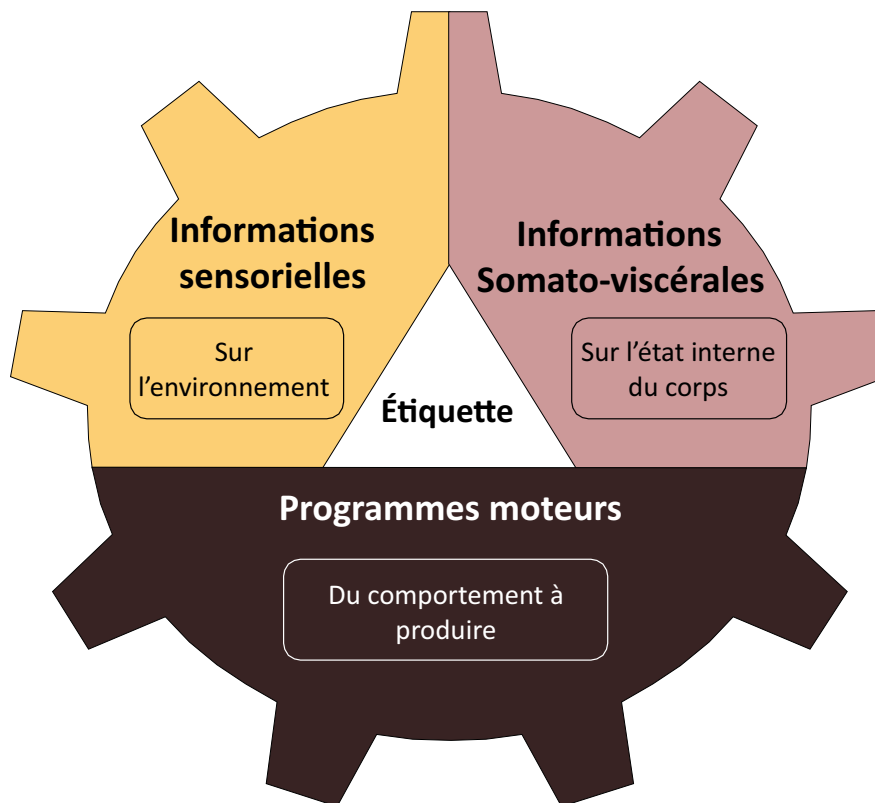 Informations
sensorielles
Sur
l’environnement
Informations
Somato-viscérales
Sur l’état interne
du corps
Étiquette
Programmes moteurs
Du comportement à
produire